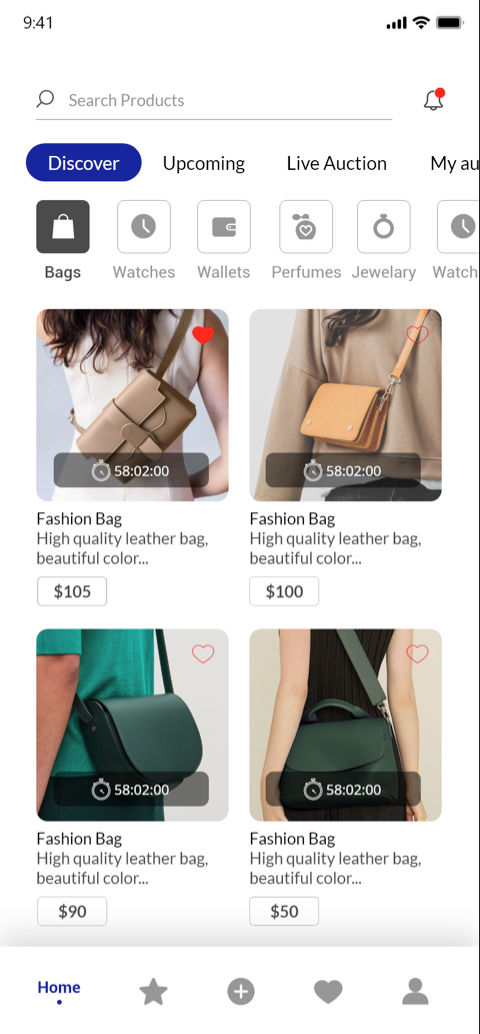 9:41
Search Products
Discover Upcoming Live Auction My au
Bags Watches Wallets Perfumes Jewelary Watch
58:02:00 58:02:00
Fashion Bag
High quality leather bag,
beautiful color...
$105
Fashion Bag
High quality leather bag,
beautiful color...
$100
58:02:00 58:02:00
Fashion Bag
High quality leather bag,
beautiful color...
$90
Fashion Bag
High quality leather bag,
beautiful color...
$50
Home